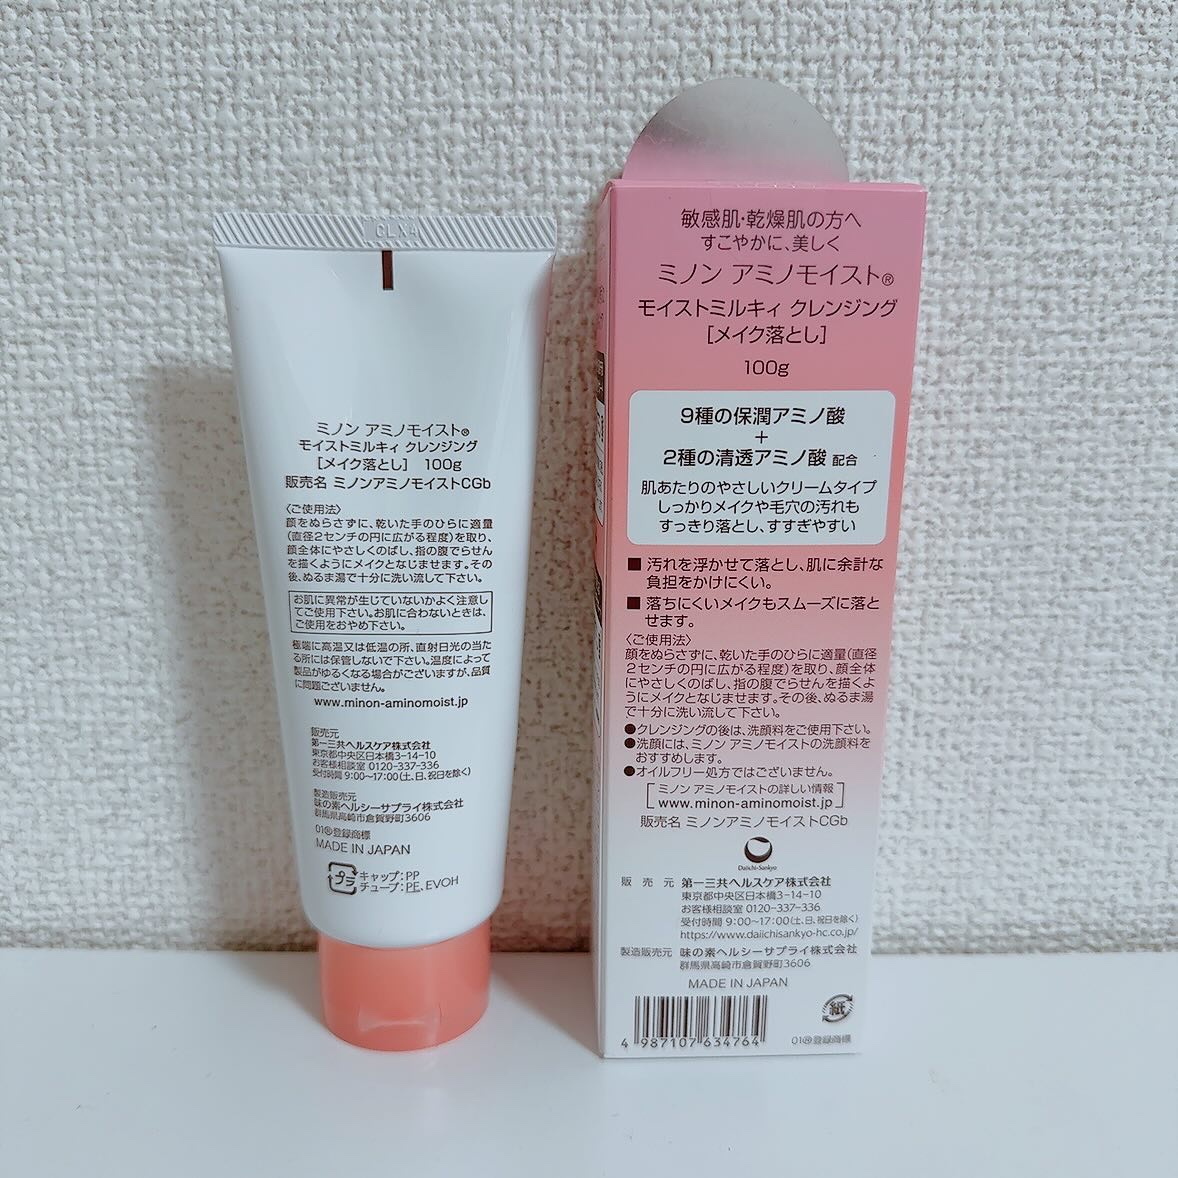 CLX4
ミノン アミノモイスト®
モイストミルキィ クレンジング
[メイク落とし] 100g
販売名 ミノンアミノモイストCGb
〈ご使用法〉
顔をぬらさずに、乾いた手のひらに適量
(直径2センチの円に広がる程度)を取り、
顔全体にやさしくのばし、指の腹でらせん
を描くようにメイクとなじませます。その
後、ぬるま湯で十分に洗い流して下さい。
お肌に異常が生じていないかよく注意し
てご使用下さい。お肌に合わないときは、
ご使用をおやめ下さい。
極端に高温又は低温の所、直射日光の当た
る所には保管しないで下さい。温度によって
製品がゆるくなる場合がございますが、品質
に問題ございません。
www.minon-aminomoist.jp
販売元
第一三共ヘルスケア株式会社
東京都中央区日本橋3-14-10
お客様相談室 0120-337-336
受付時間 9:00~17:00(土、日、祝日を除く)
製造販売元
味の素ヘルシーサプライ株式会社
群馬県高崎市倉賀野町3606
01®登録商標
MADE IN JAPAN
プラ
キャップ:PP
チューブ:PE、EVOH
敏感肌・乾燥肌の方へ
すこやかに、美しく
ミノン アミノモイスト®
モイストミルキィ クレンジング
[メイク落とし]
100g
9種の保潤アミノ酸
+
2種の清透アミノ酸 配合
肌あたりのやさしいクリームタイプ
しっかりメイクや毛穴の汚れも
すっきり落とし、すすぎやすい
■ 汚れを浮かせて落とし、肌に余計な
負担をかけにくい。
■ 落ちにくいメイクもスムーズに落と
せます。
〈ご使用法〉
顔をぬらさずに、乾いた手のひらに適量(直径
2センチの円に広がる程度)を取り、顔全体
にやさしくのばし、指の腹でらせんを描くよ
うにメイクとなじませます。その後、ぬるま湯
で十分に洗い流して下さい。
●クレンジングの後は、洗顔料をご使用下さい。
●洗顔には、ミノン アミノモイストの洗顔料を
おすすめします。
●オイルフリー処方ではございません。
ミノン アミノモイストの詳しい情報
www.minon-aminomoist.jp
販売名 ミノンアミノモイストCGb
Daiichi-Sankyo
販売元 第一三共ヘルスケア株式会社
東京都中央区日本橋3-14-10
お客様相談室 0120-337-336
受付時間 9:00~17:00(土、日、祝日を除く)
https://www.daiichisankyo-hc.co.jp/
製造販売元 味の素ヘルシーサプライ株式会社
群馬県高崎市倉賀野町3606
MADE IN JAPAN
紙
4 987107 634764
01®登録商標